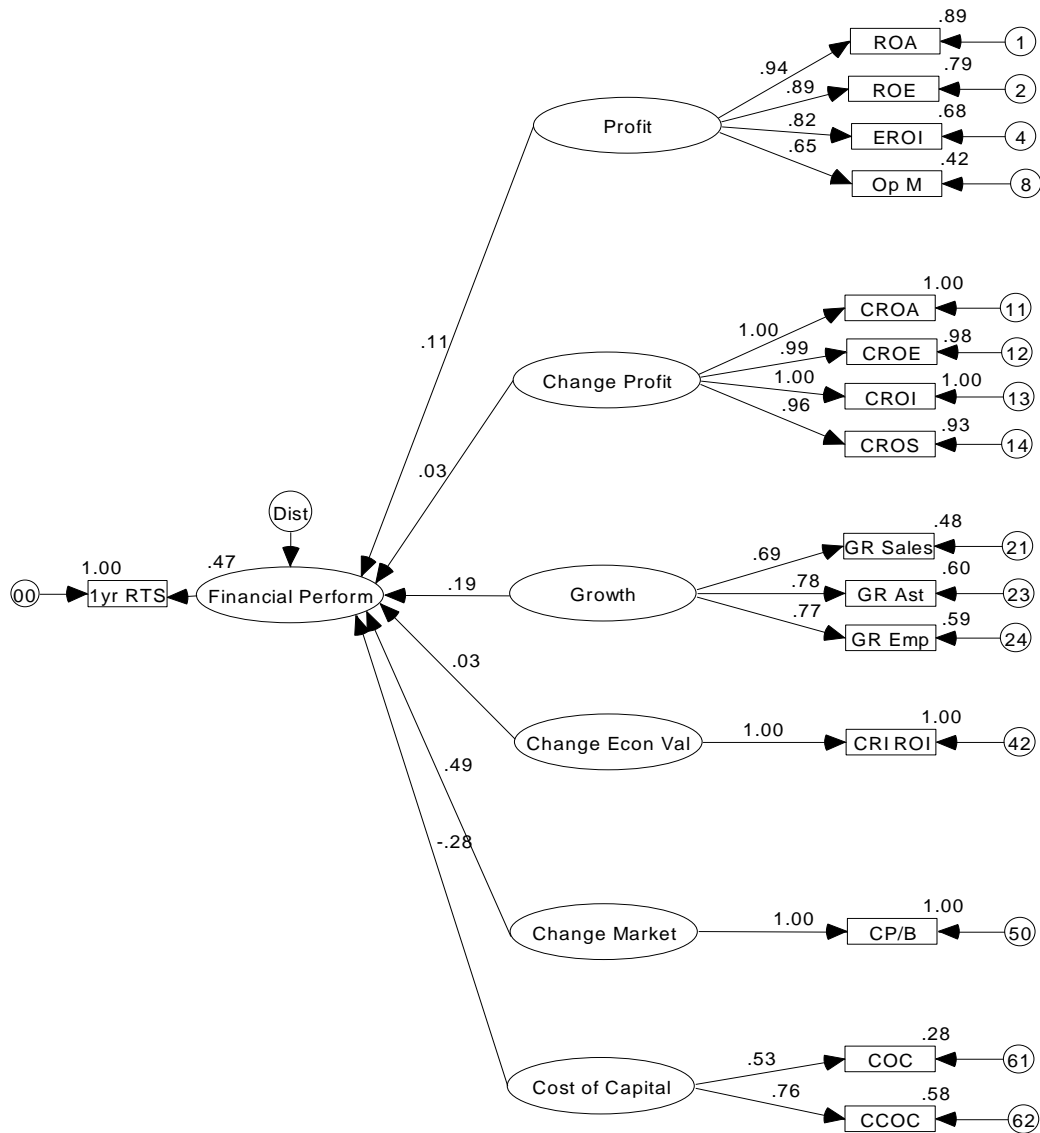 .89
ROA
1
.94
.79
ROE
2
.89
Profit
.82
.68
EROI
4
.65
.42
Op M
8
.11
1.00
CROA
11
1.00
.98
CROE
12
.99
Change Profit
1.00
1.00
CROI
13
.96
.93
CROS
14
.03
Dist
.48
GR Sales
21
.69
.47
1.00
00
1yr RTS
Financial Perform
.19
Growth
.78
.60
GR Ast
23
.77
.59
GR Emp
24
.03
Change Econ Val
1.00
1.00
CRI ROI
42
.49
-.28
Change Market
1.00
1.00
CP/B
50
Cost of Capital
.53
.28
COC
61
.76
.58
CCOC
62